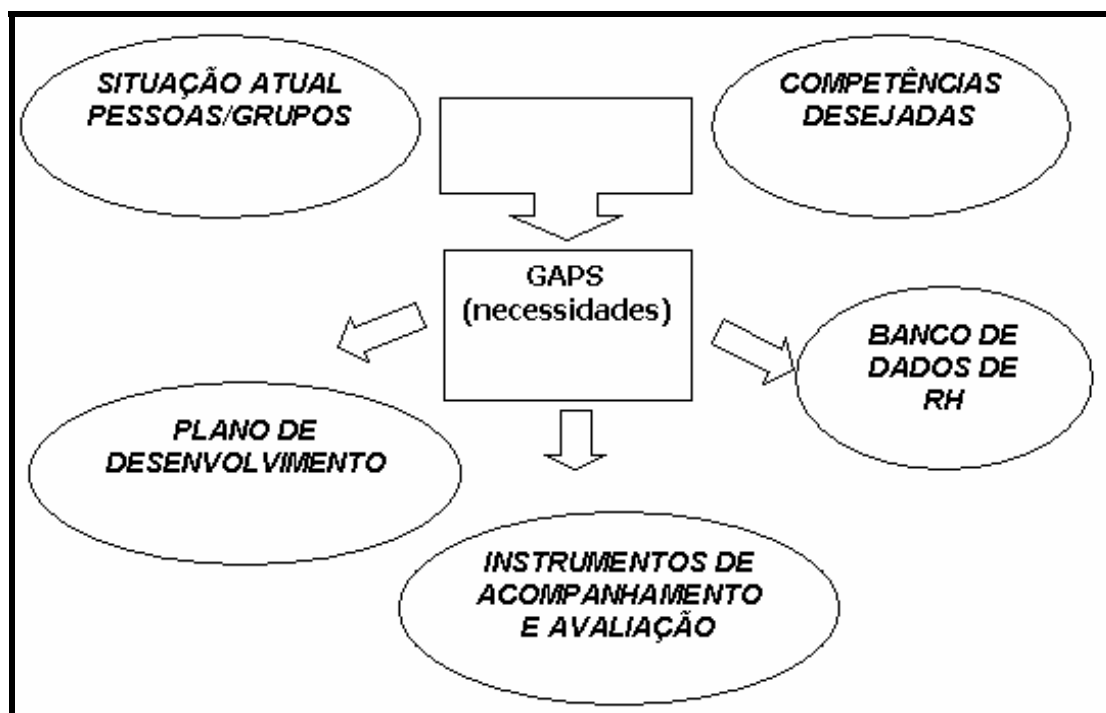 SITUAÇÃO ATUAL
PESSOAS/GRUPOS
COMPETÊNCIAS
DESEJADAS
GAPS
(necessidades)
BANCO DE
DADOS DE
RH
PLANO DE
DESENVOLVIMENTO
INSTRUMENTOS DE
ACOMPANHAMENTO
E AVALIAÇÃO